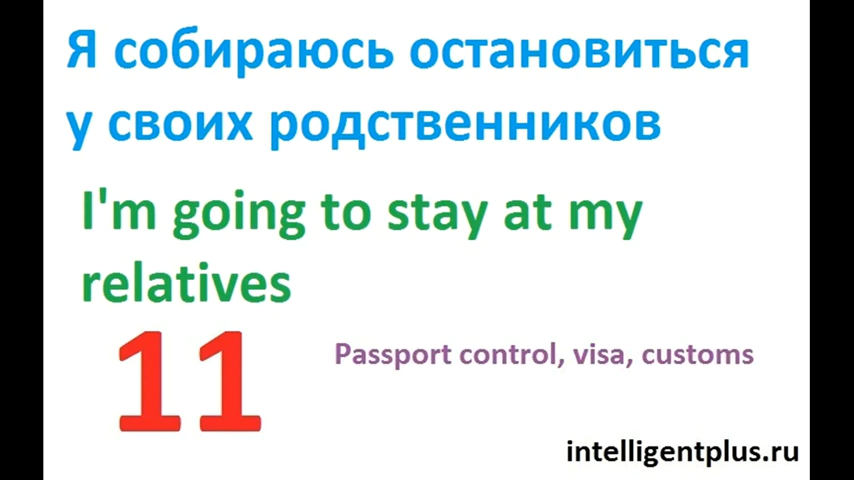 Я собираюсь остановиться
у своих родственников
I'm going to stay at my
relatives
11
Passport control, visa, customs
intelligentplus.ru